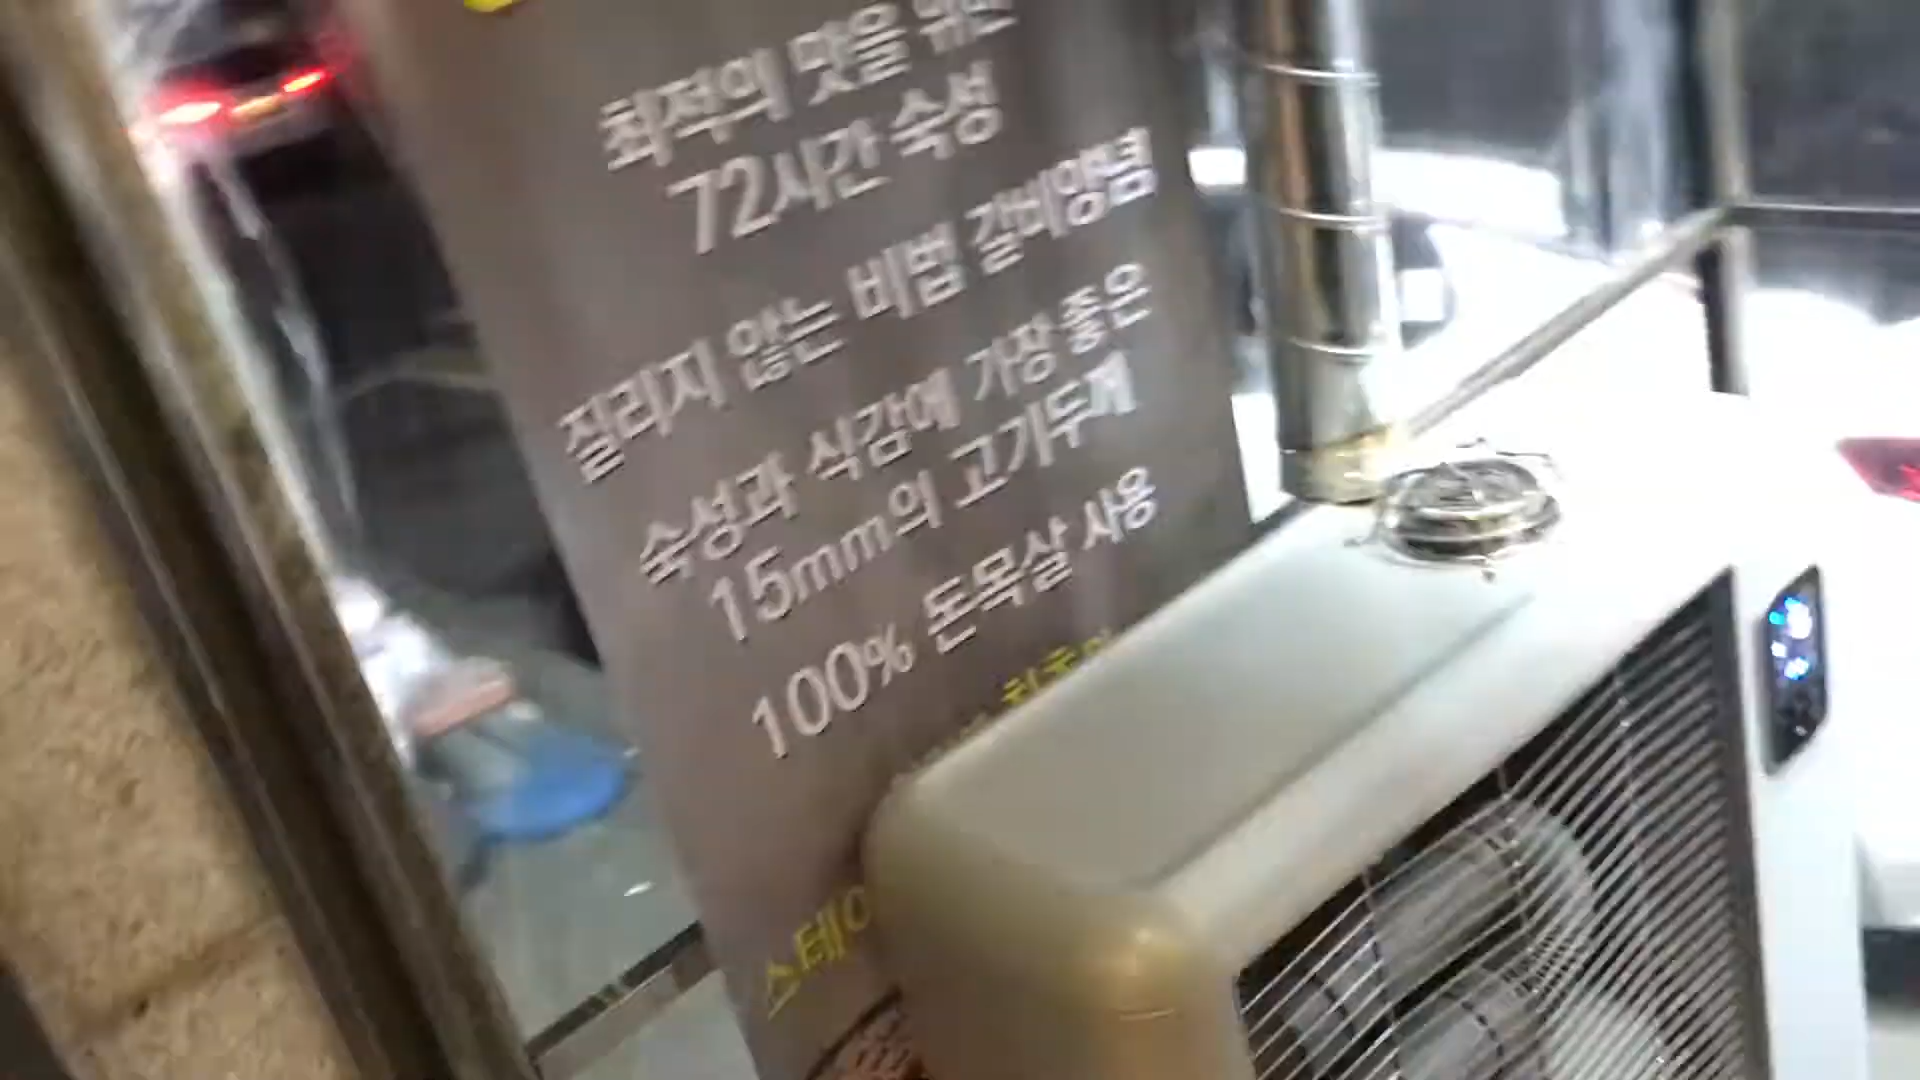 최적의 맛을 위한
72시간 숙성
질리지 않는 비법 갈비양념
숙성과 식감에 가장 좋은
15mm의 고기두께
100% 돈목살 사용